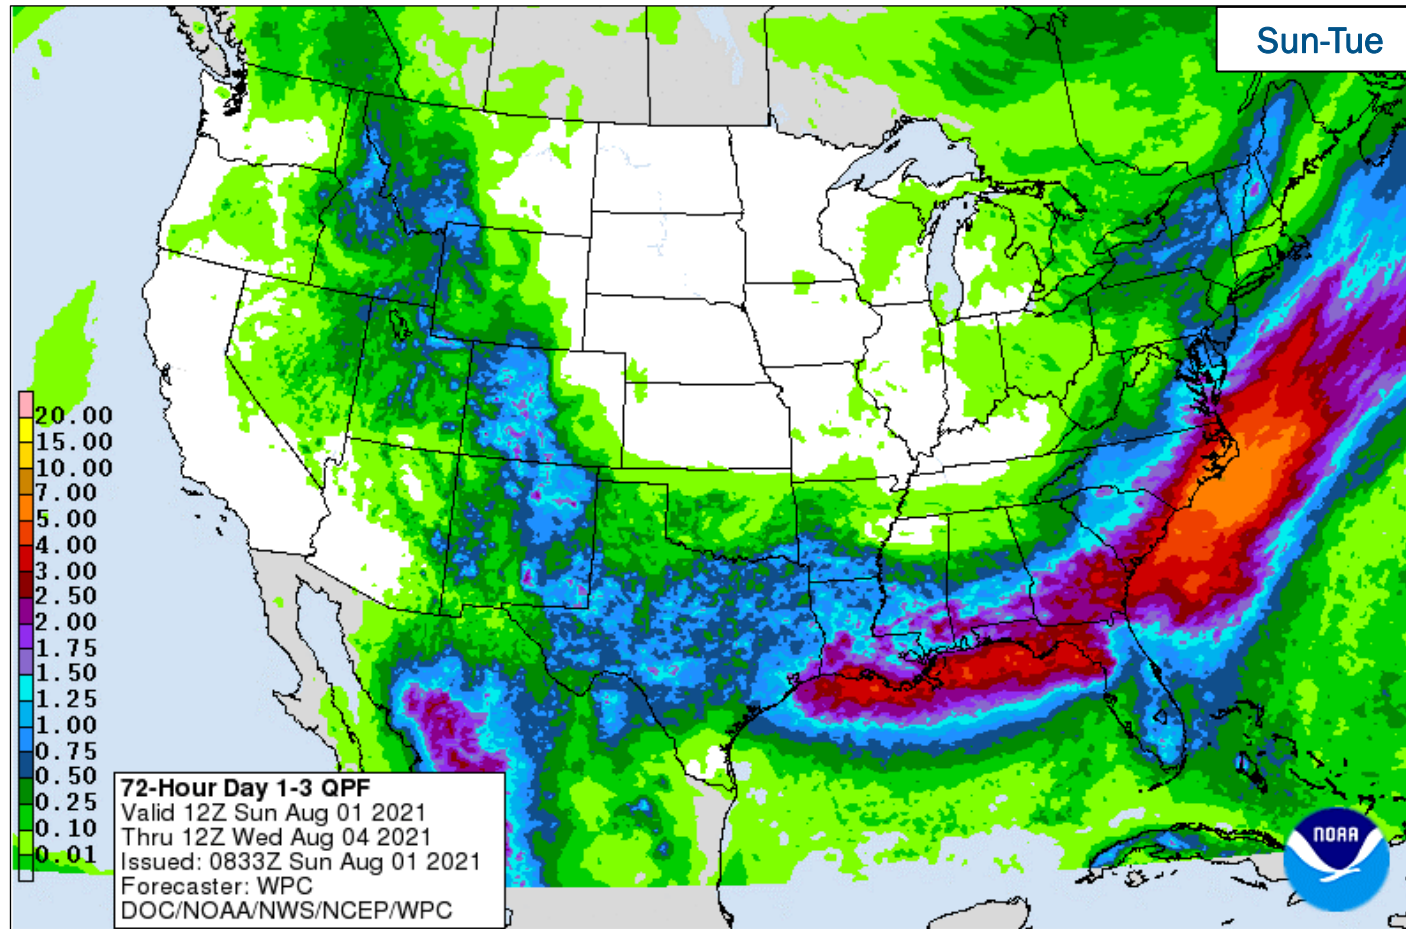 Sun-Tue
20.00
15.00
10.00
7.00
5.00
4.00
3.00
2.50
2.00
1.75
1.50
1.25
1.00
0.75
0.50
0.25
0.10
0.01
72-Hour Day 1-3 QPF
Valid 12Z Sun Aug 01 2021
Thru 12Z Wed Aug 04 2021
Issued: 0833Z Sun Aug 01 2021
Forecaster: WPC
DOC/NOAA/NWS/NCEP/WPC
NOAA